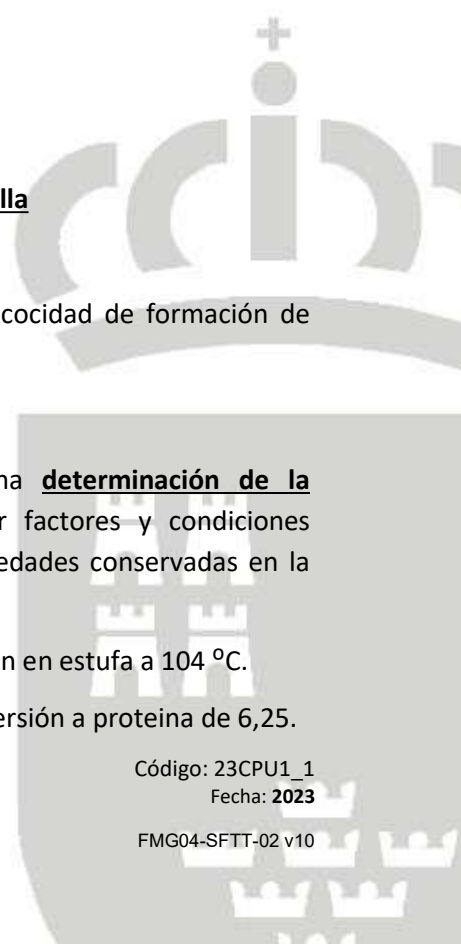 lla
cocidad de formación de
na determinación de la
r factores y condiciones
edades conservadas en la
n en estufa a 104 ºC.
ersión a proteina de 6,25.
Código: 23CPU1_1
Fecha: 2023
FMG04-SFTT-02 v10